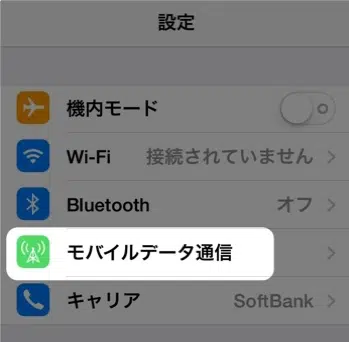 設定
機内モード
Wi-Fi 接続されていません
Bluetooth オフ
モバイルデータ通信
キャリア SoftBank